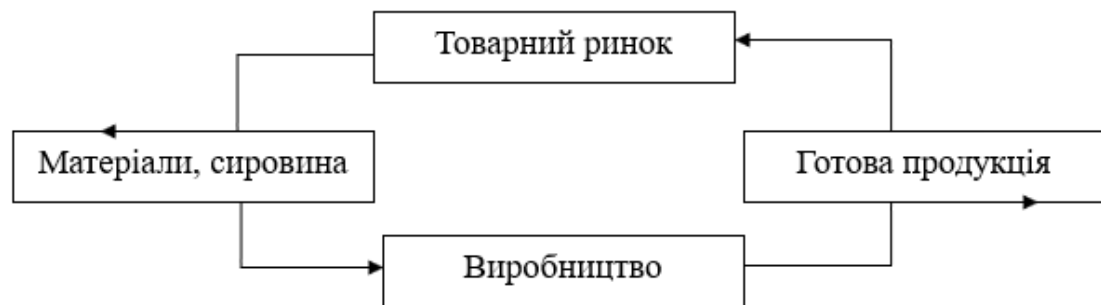 Товарний ринок
Матеріали, сировина
Готова продукція
Виробництво